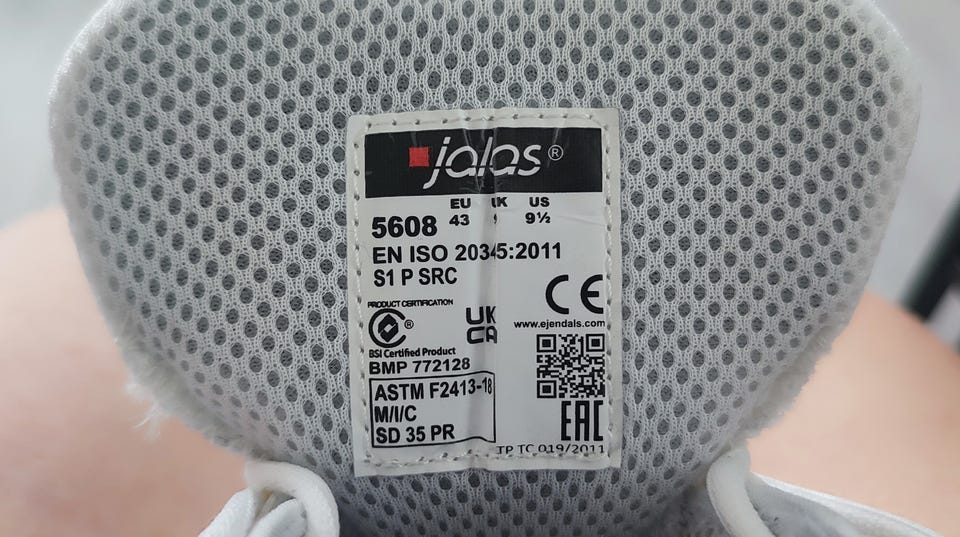 jalas®
EU US
5608 43 9½
EN ISO 20345:2011
S1 P SRC
CE
PRODUCT CERTIFICATION
®
UK
CA
BSI Certified Product
BMP 772128
www.ejendals.com
ASTM F2413-18
M/I/C
SD 35 PR
EAC
TP TC 019/2011